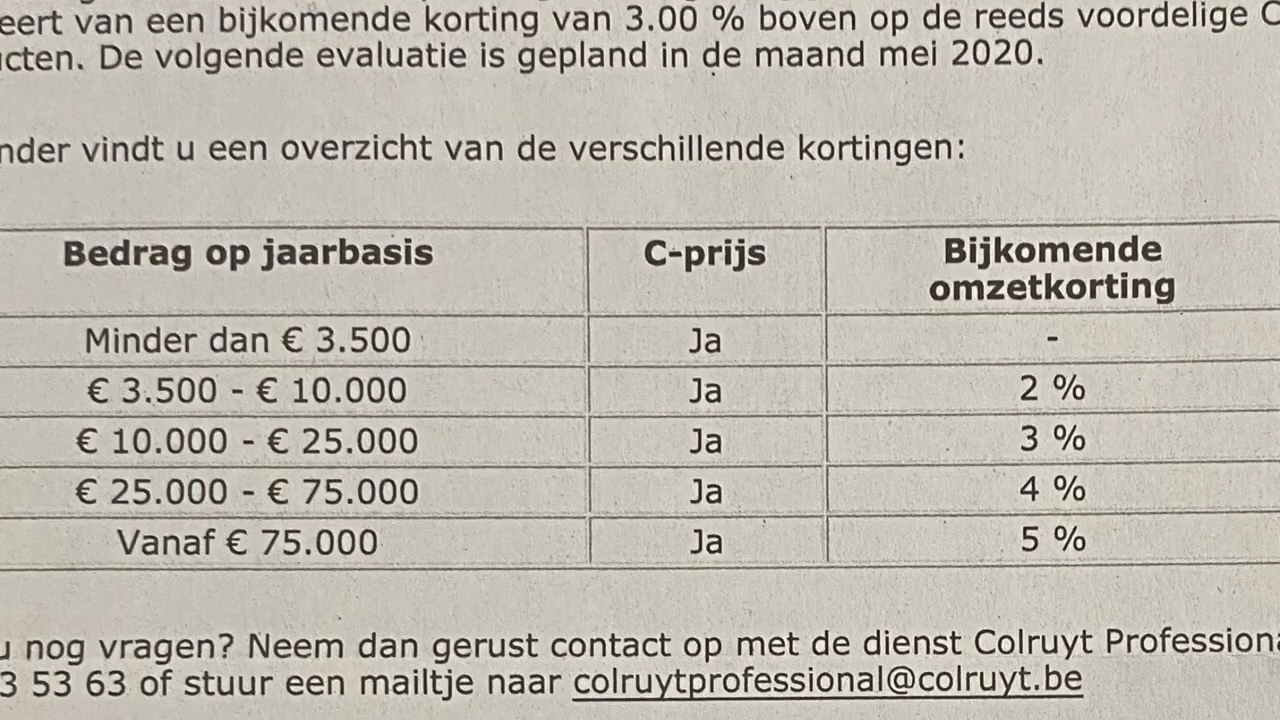 eert van een bijkomende korting van 3.00 % boven op de reeds voordelige C
cten. De volgende evaluatie is gepland in de maand mei 2020.
nder vindt u een overzicht van de verschillende kortingen:
Bedrag op jaarbasis C-prijs Bijkomende omzetkorting
Minder dan € 3.500 Ja -
€ 3.500 - € 10.000 Ja 2 %
€ 10.000 - € 25.000 Ja 3 %
€ 25.000 - € 75.000 Ja 4 %
Vanaf € 75.000 Ja 5 %
u nog vragen? Neem dan gerust contact op met de dienst Colruyt Professiona
3 53 63 of stuur een mailtje naar colruytprofessional@colruyt.be